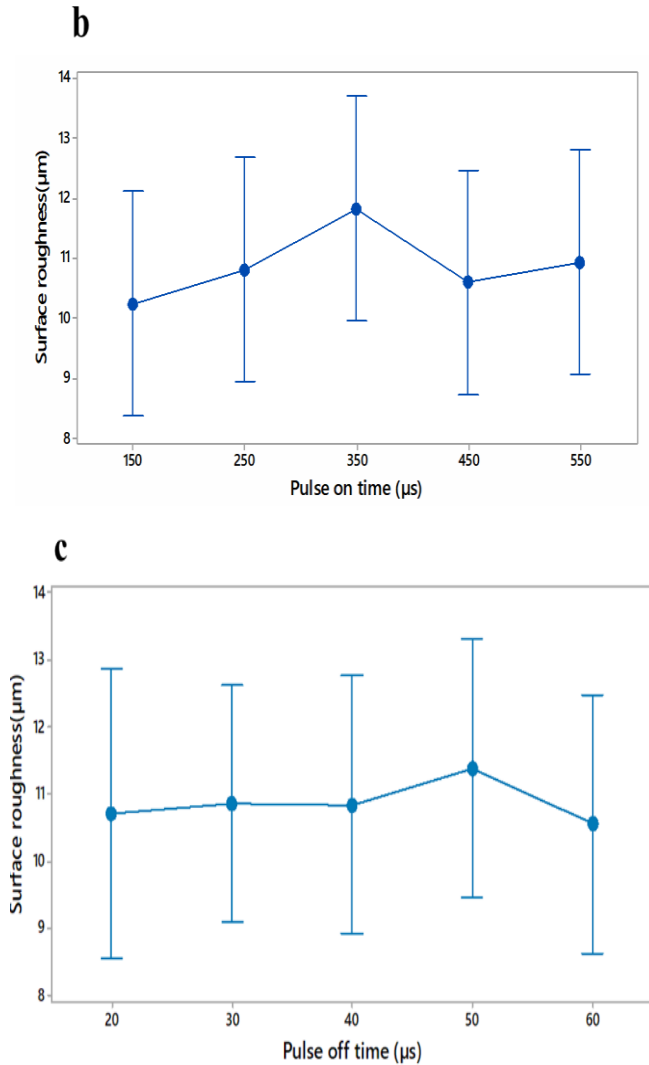 b
14
13
12
11
10
9
8
Surface roughness(μm)
150 250 350 450 550
Pulse on time (μs)
c
14
13
12
11
10
9
8
Surface roughness(μm)
20 30 40 50 60
Pulse off time (μs)